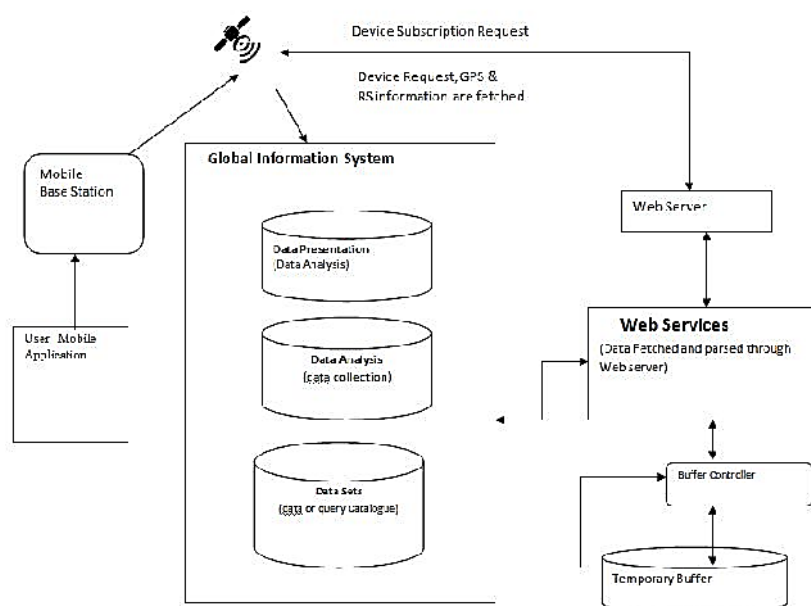 Device Subscription Request
Device Request, GPS &
RS information are fetched
Global Information System
Mobile
Base Station
Web Server
Data Presentation
(Data Analysis)
User Mobile
Application
Web Services
(Data Fetched and parsed through
Web server)
Data Analysis
(data collection)
Data Sets
(data or query Catalogue)
Buffer Controller
Temporary Buffer